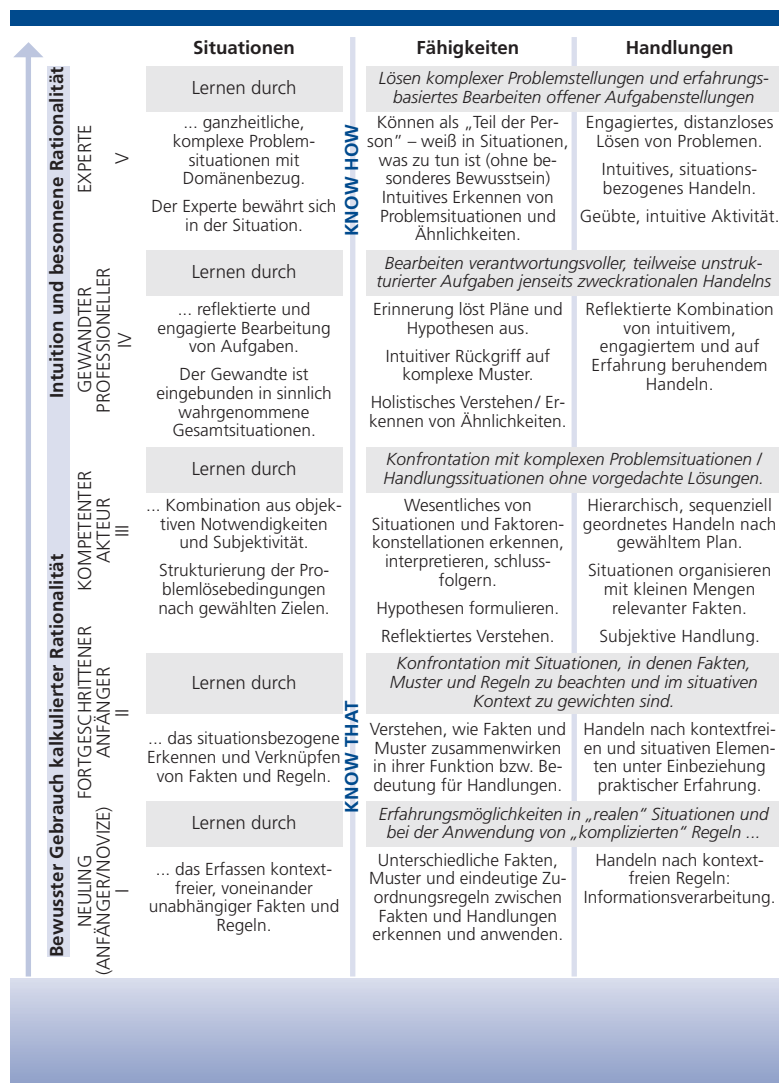 Situationen
Fähigkeiten
Handlungen
Intuition und besonnene Rationalität
Bewusster Gebrauch kalkulierter Rationalität
KNOW HOW
KNOW THAT
EXPERTE
V
Lernen durch
Lösen komplexer Problemstellungen und erfahrungs-
basiertes Bearbeiten offener Aufgabenstellungen
... ganzheitliche,
komplexe Problem-
situationen mit
Domänenbezug.
Der Experte bewährt sich
in der Situation.
Können als „Teil der Per-
son” – weiß in Situationen,
was zu tun ist (ohne be-
sonderes Bewusstsein)
Intuitives Erkennen von
Problemsituationen und
Ähnlichkeiten.
Engagiertes, distanzloses
Lösen von Problemen.
Intuitives, situations-
bezogenes Handeln.
Geübte, intuitive Aktivität.
GEWANDTER
PROFESSIONELLER
IV
Lernen durch
Bearbeiten verantwortungsvoller, teilweise unstruk-
turierter Aufgaben jenseits zweckrationalen Handelns
... reflektierte und
engagierte Bearbeitung
von Aufgaben.
Der Gewandte ist
eingebunden in sinnlich
wahrgenommene
Gesamtsituationen.
Erinnerung löst Pläne und
Hypothesen aus.
Intuitiver Rückgriff auf
komplexe Muster.
Holistisches Verstehen/ Er-
kennen von Ähnlichkeiten.
Reflektierte Kombination
von intuitivem,
engagiertem und auf
Erfahrung beruhendem
Handeln.
KOMPETENTER
AKTEUR
III
Lernen durch
Konfrontation mit komplexen Problemsituationen /
Handlungssituationen ohne vorgedachte Lösungen.
... Kombination aus objek-
tiven Notwendigkeiten
und Subjektivität.
Strukturierung der Pro-
blemlösebedingungen
nach gewählten Zielen.
Wesentliches von
Situationen und Faktoren-
konstellationen erkennen,
interpretieren, schluss-
folgern.
Hypothesen formulieren.
Reflektiertes Verstehen.
Hierarchisch, sequenziell
geordnetes Handeln nach
gewähltem Plan.
Situationen organisieren
mit kleinen Mengen
relevanter Fakten.
Subjektive Handlung.
FORTGESCHRITTENER
ANFÄNGER
II
Lernen durch
Konfrontation mit Situationen, in denen Fakten,
Muster und Regeln zu beachten und im situativen
Kontext zu gewichten sind.
... das situationsbezogene
Erkennen und Verknüpfen
von Fakten und Regeln.
Verstehen, wie Fakten und
Muster zusammenwirken
in ihrer Funktion bzw. Be-
deutung für Handlungen.
Handeln nach kontextfrei-
en und situativen Elemen-
ten unter Einbeziehung
praktischer Erfahrung.
NEULING
(ANFÄNGER/NOVIZE)
I
Lernen durch
Erfahrungsmöglichkeiten in „realen” Situationen und
bei der Anwendung von „komplizierten” Regeln ...
... das Erfassen kontext-
freier, voneinander
unabhängiger Fakten und
Regeln.
Unterschiedliche Fakten,
Muster und eindeutige Zu-
ordnungsregeln zwischen
Fakten und Handlungen
erkennen und anwenden.
Handeln nach kontext-
freien Regeln:
Informationsverarbeitung.